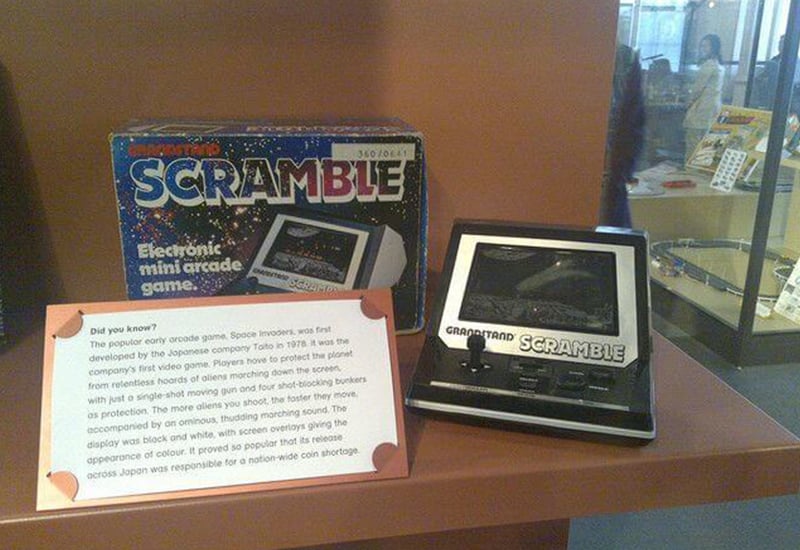 GRANDSTAND
360/0641
SCRAMBLE
Electronic
mini arcade
game.
GRANDSTAND SCRAMBLE
GRANDSTAND SCRAMBLE
Did you know?
The popular early arcade game, Space Invaders, was first
developed by the Japanese company Taito in 1978. It was the
company's first video game. Players have to protect the planet
from relentless hoards of aliens marching down the screen,
with just a single-shot moving gun and four shot-blocking bunkers
as protection. The more aliens you shoot, the faster they move,
accompanied by an ominous, thudding marching sound. The
display was black and white, with screen overlays giving the
appearance of colour. It proved so popular that its release
across Japan was responsible for a nation-wide coin shortage.